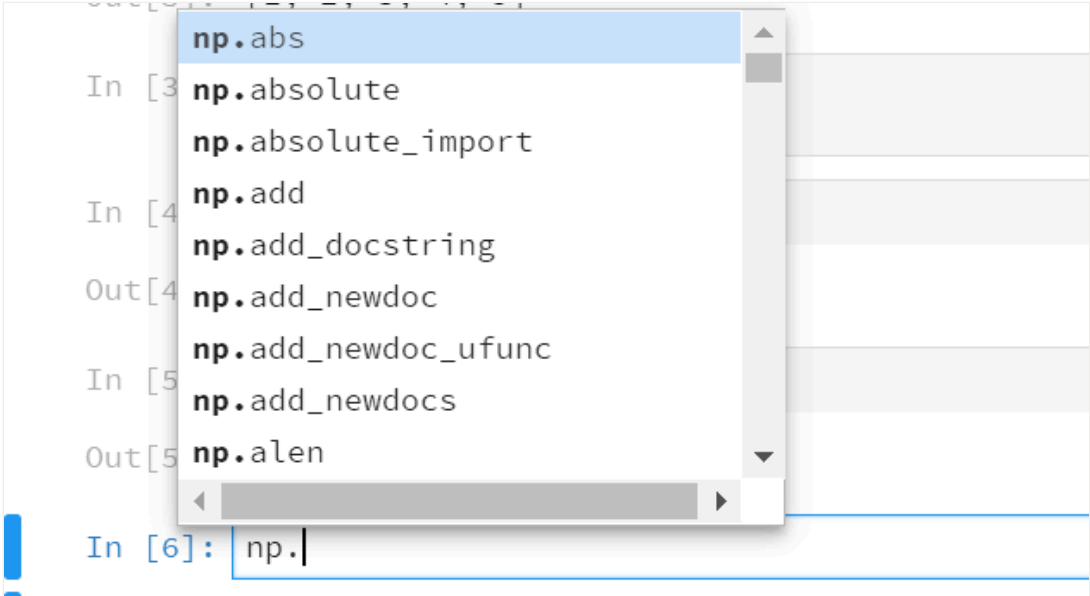 np.abs
In [3
np.absolute
np.absolute_import
np.add
In [4
np.add_docstring
Out[4
np.add_newdoc
np.add_newdoc_ufunc
In [5
np.add_newdocs
Out[5
np.alen
In [6]: np.